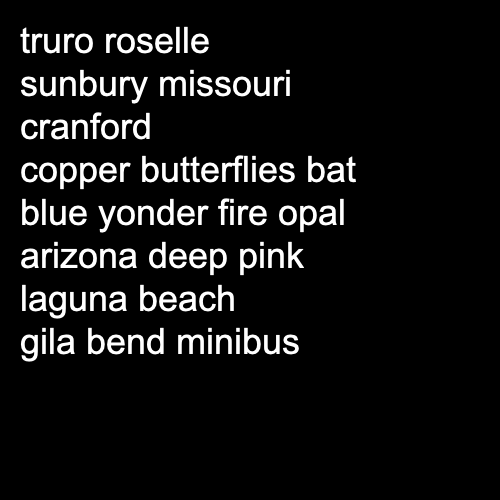 truro roselle
sunbury missouri
cranford
copper butterflies bat
blue yonder fire opal
arizona deep pink
laguna beach
gila bend minibus